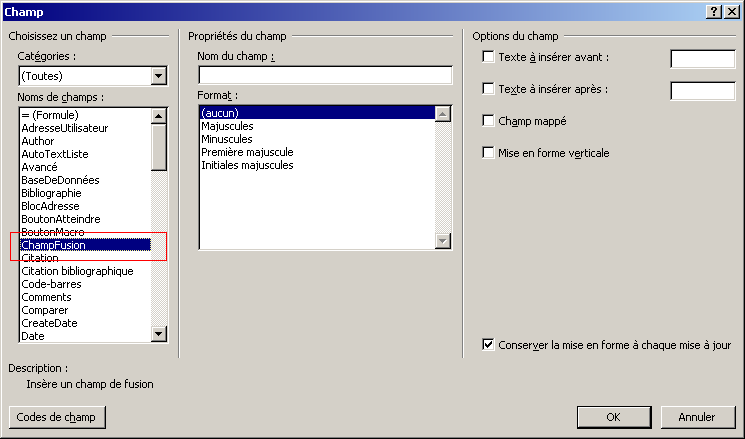 Champ
Choisissez un champ
Catégories :
(Toutes)
Noms de champs :
= (Formule)
AdresseUtilisateur
Author
AutoTextListe
Avancé
BaseDeDonnées
Bibliographie
BlocAdresse
BoutonAtteindre
BoutonMacro
ChampFusion
Citation
Citation bibliographique
Code-barres
Comments
Comparer
CreateDate
Date
Description :
Insère un champ de fusion
Codes de champ
Propriétés du champ
Nom du champ :
Format :
(aucun)
Majuscules
Minuscules
Première majuscule
Initiales majuscules
Options du champ
Texte à insérer avant :
Texte à insérer après :
Champ mappé
Mise en forme verticale
Conserver la mise en forme à chaque mise à jour
OK
Annuler